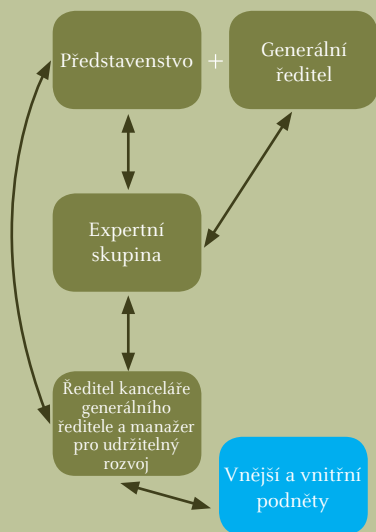 Představenstvo
+
Generální
ředitel
Expertní
skupina
Ředitel kanceláře
generálního
ředitele a manažer
pro udržitelný
rozvoj
Vnější a vnitřní
podněty